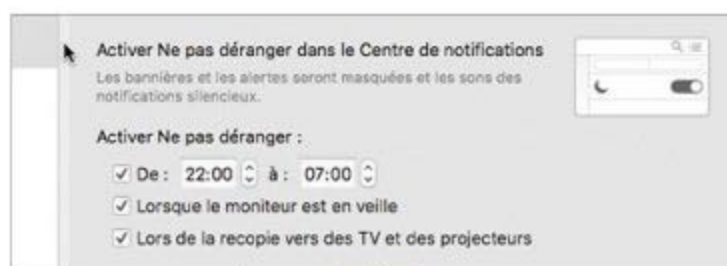 Activer Ne pas déranger dans le Centre de notifications
Les bannières et les alertes seront masquées et les sons des
notifications silencieux.
Activer Ne pas déranger :
De : 22:00 à : 07:00
Lorsque le moniteur est en veille
Lors de la recopie vers des TV et des projecteurs